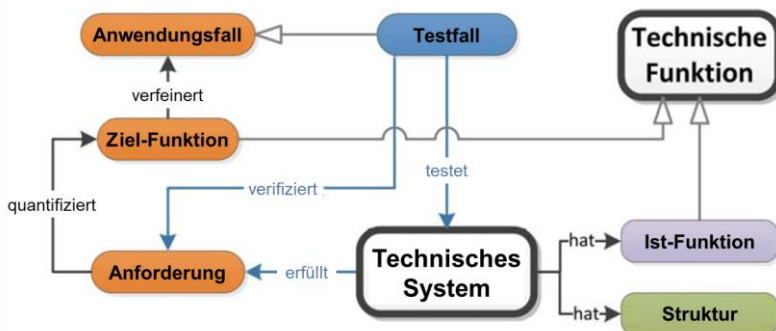 Anwendungsfall
Testfall
Technische
Funktion
verfeinert
Ziel-Funktion
testet
verifiziert
quantifiziert
Anforderung
erfüllt
Technisches
System
hat
Ist-Funktion
hat
Struktur